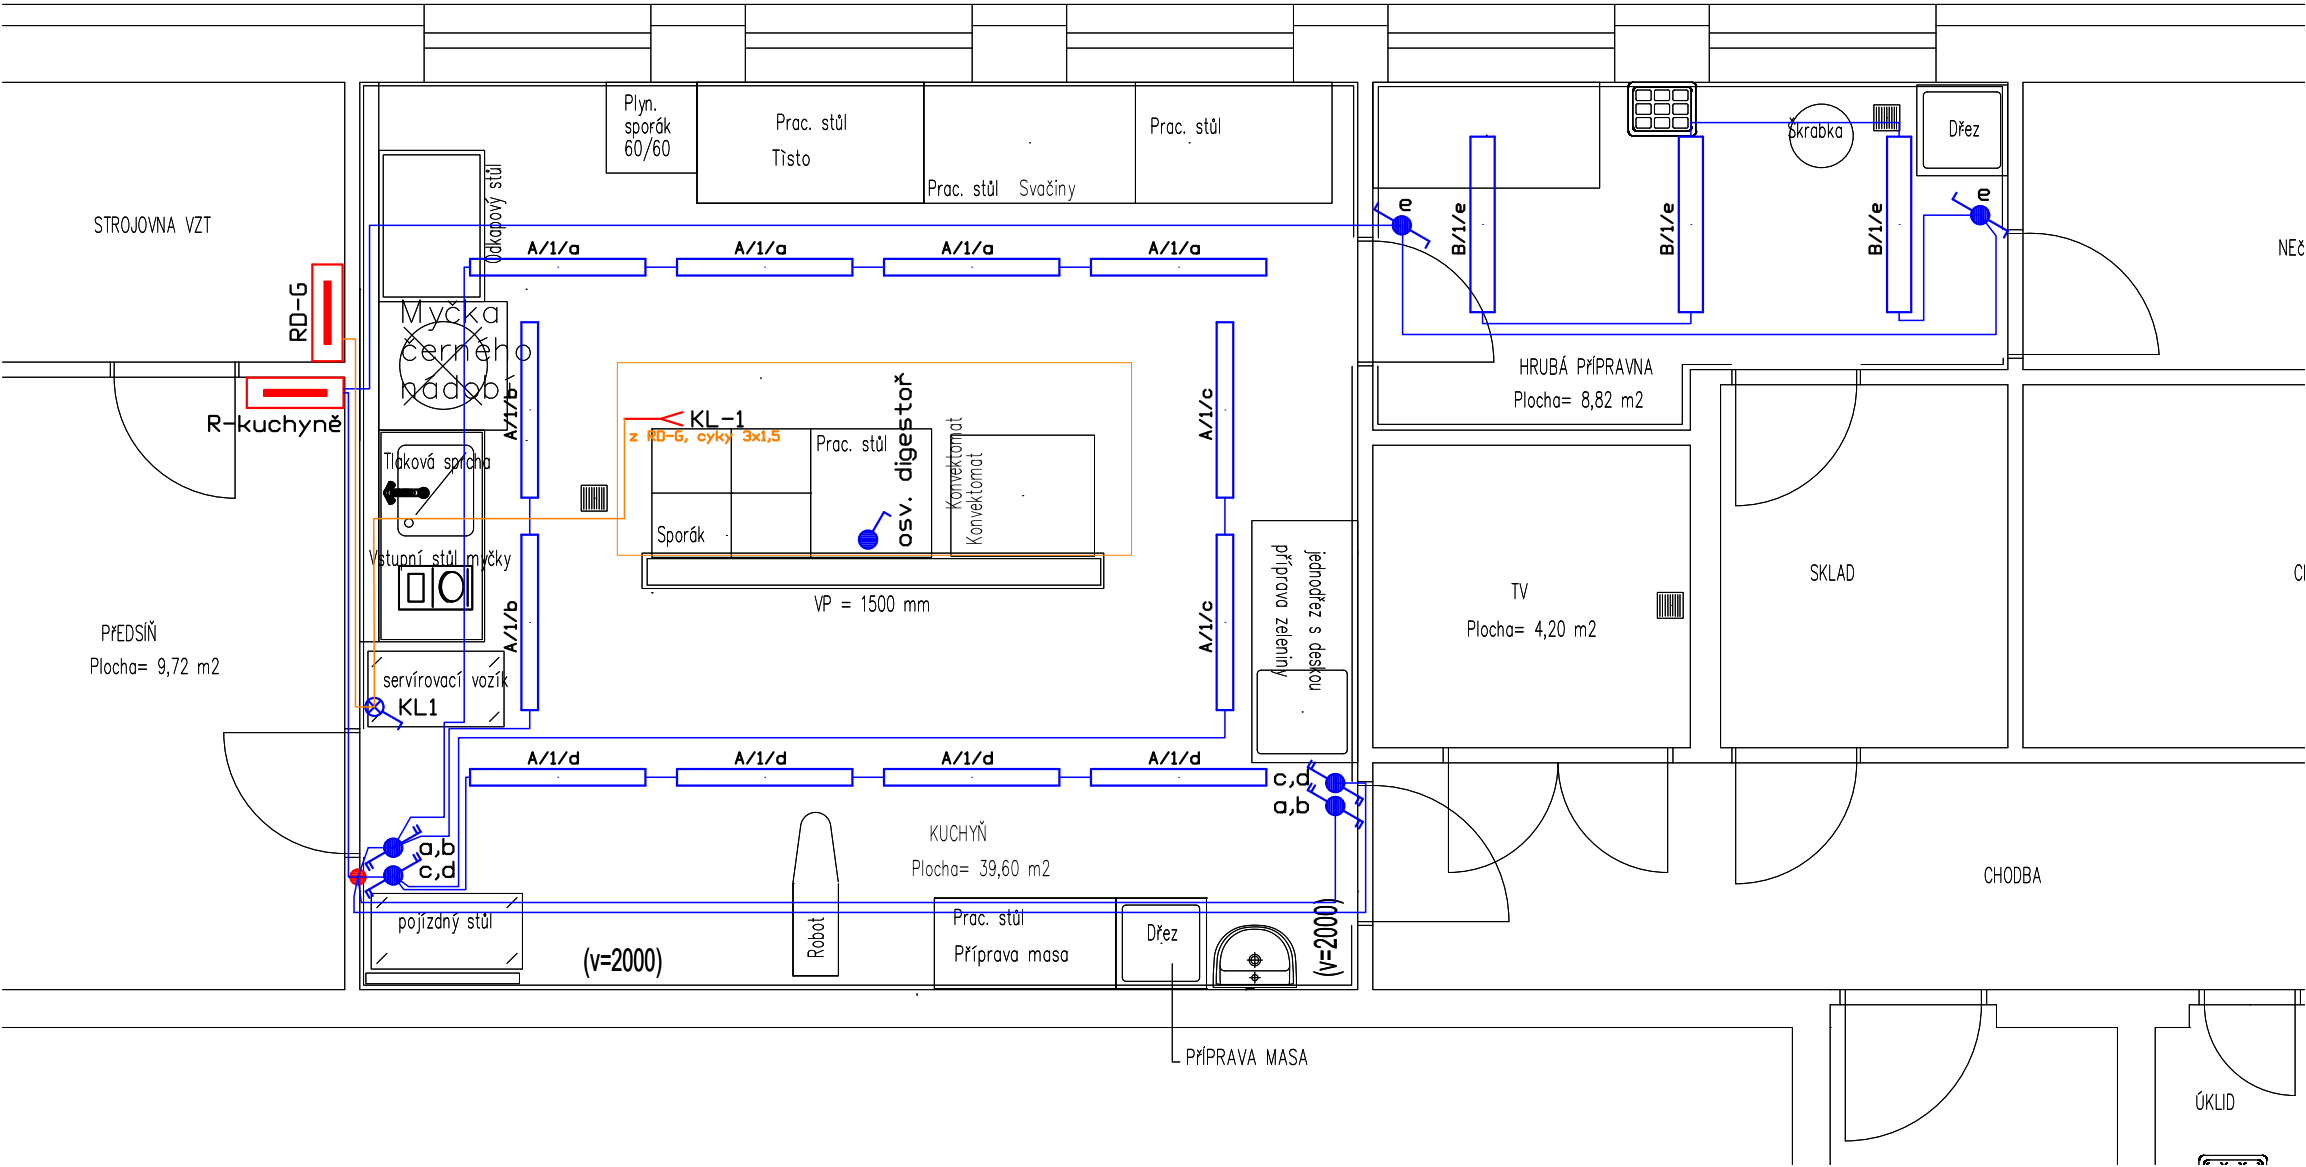 Plyn.
sporák
60/60
Prac. stůl
Tìsto
Prac. stůl
Svačiny
Prac. stůl
Škrabka
Dřez
STROJOVNA VZT
Odkapový stůl
A/1/a
A/1/a
A/1/a
A/1/a
e
B/1/e
B/1/e
B/1/e
e
NEč
RD-G
R-kuchyně
Myčka
černého
nádobí
A/1/b
KL-1
z RD-G, cyky 3x1,5
Prac. stůl
osv. digestoř
Konvektomat
Konvektomat
A/1/c
HRUBÁ PříPRAVNA
Plocha= 8,82 m2
Tlaková sprcha
Sporák
Vstupní stůl myčky
A/1/b
VP = 1500 mm
A/1/c
jednodřez s deskou
příprava zeleniny
TV
Plocha= 4,20 m2
SKLAD
PřEDSÍŇ
Plocha= 9,72 m2
servírovací vozík
KL1
A/1/d
A/1/d
A/1/d
A/1/d
c,d
a,b
a,b
c,d
KUCHYŇ
Plocha= 39,60 m2
CHODBA
pojízdný stůl
(v=2000)
Robot
Prac. stůl
Příprava masa
Dřez
(v=2000)
PříPRAVA MASA
ÚKLID